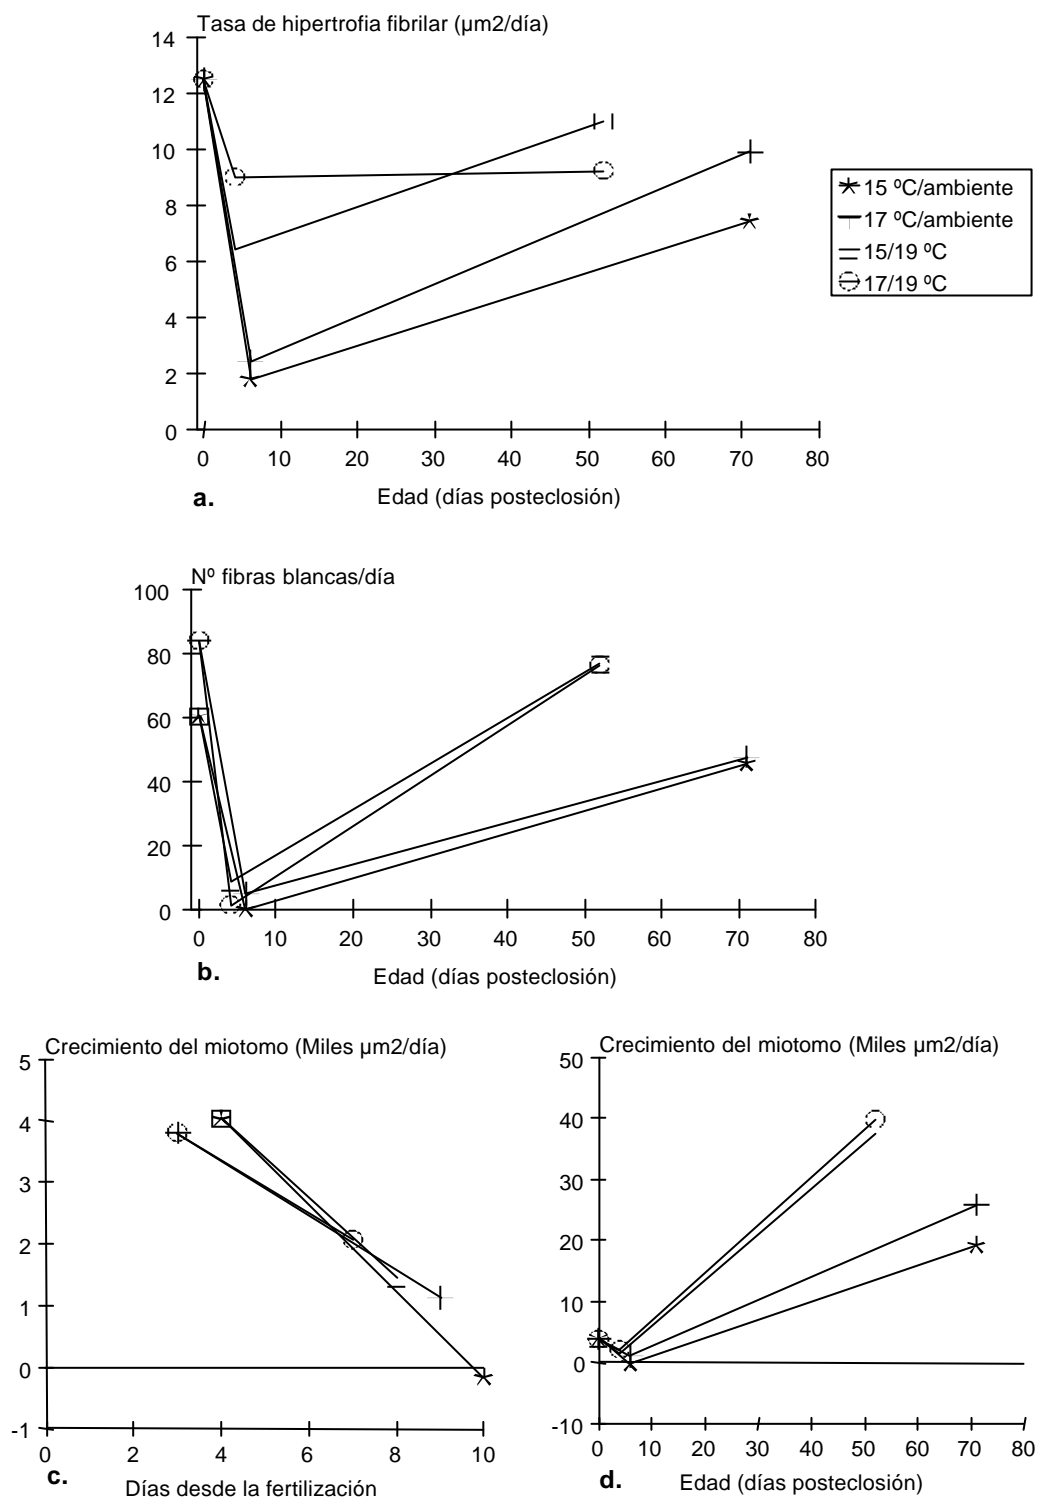 Tasa de hipertrofia fibrilar (µm2/día)
14
12
10
8
6
4
2
0
0 10 20 30 40 50 60 70 80
a.
Edad (días posteclosión)
15 ºC/ambiente
17 ºC/ambiente
15/19 ºC
17/19 ºC
Nº fibras blancas/día
100
80
60
40
20
0
0 10 20 30 40 50 60 70 80
b.
Edad (días posteclosión)
Crecimiento del miotomo (Miles µm2/día)
5
4
3
2
1
0
-1
0 2 4 6 8 10
c.
Días desde la fertilización
Crecimiento del miotomo (Miles µm2/día)
50
40
30
20
10
0
-10
0 10 20 30 40 50 60 70 80
d.
Edad (días posteclosión)